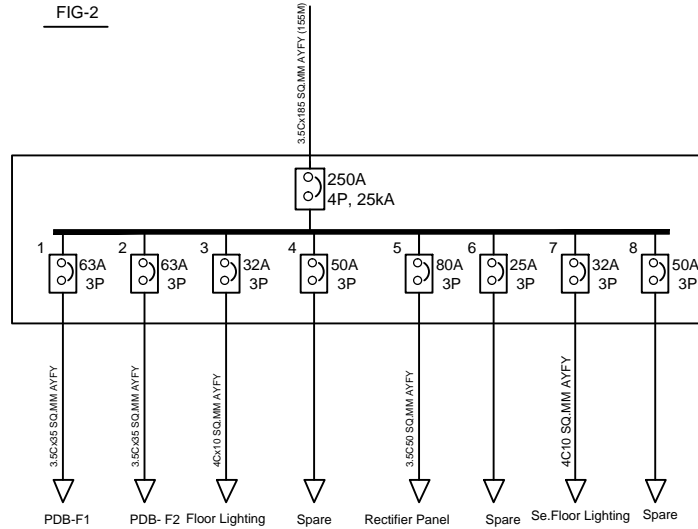 FIG-2
3.5Cx185 SQ.MM AYFY (155M)
250A
4P, 25kA
1
63A
3P
2
63A
3P
3
32A
3P
4
50A
3P
5
80A
3P
6
25A
3P
7
32A
3P
8
50A
3P
3.5Cx35 SQ.MM AYFY
3.5Cx35 SQ.MM AYFY
4Cx10 SQ.MM AYFY
3.5C50 SQ.MM AYFY
4C10 SQ.MM AYFY
PDB-F1
PDB- F2
Floor Lighting
Spare
Rectifier Panel
Spare
Se.Floor Lighting
Spare